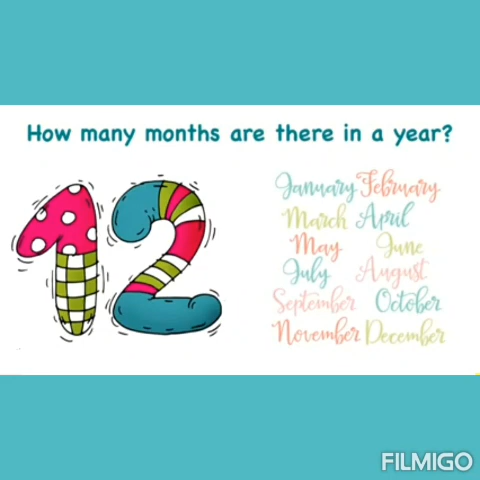 How many months are there in a year?
12
January February
March April
May June
July August
September October
November December
FILMIGO